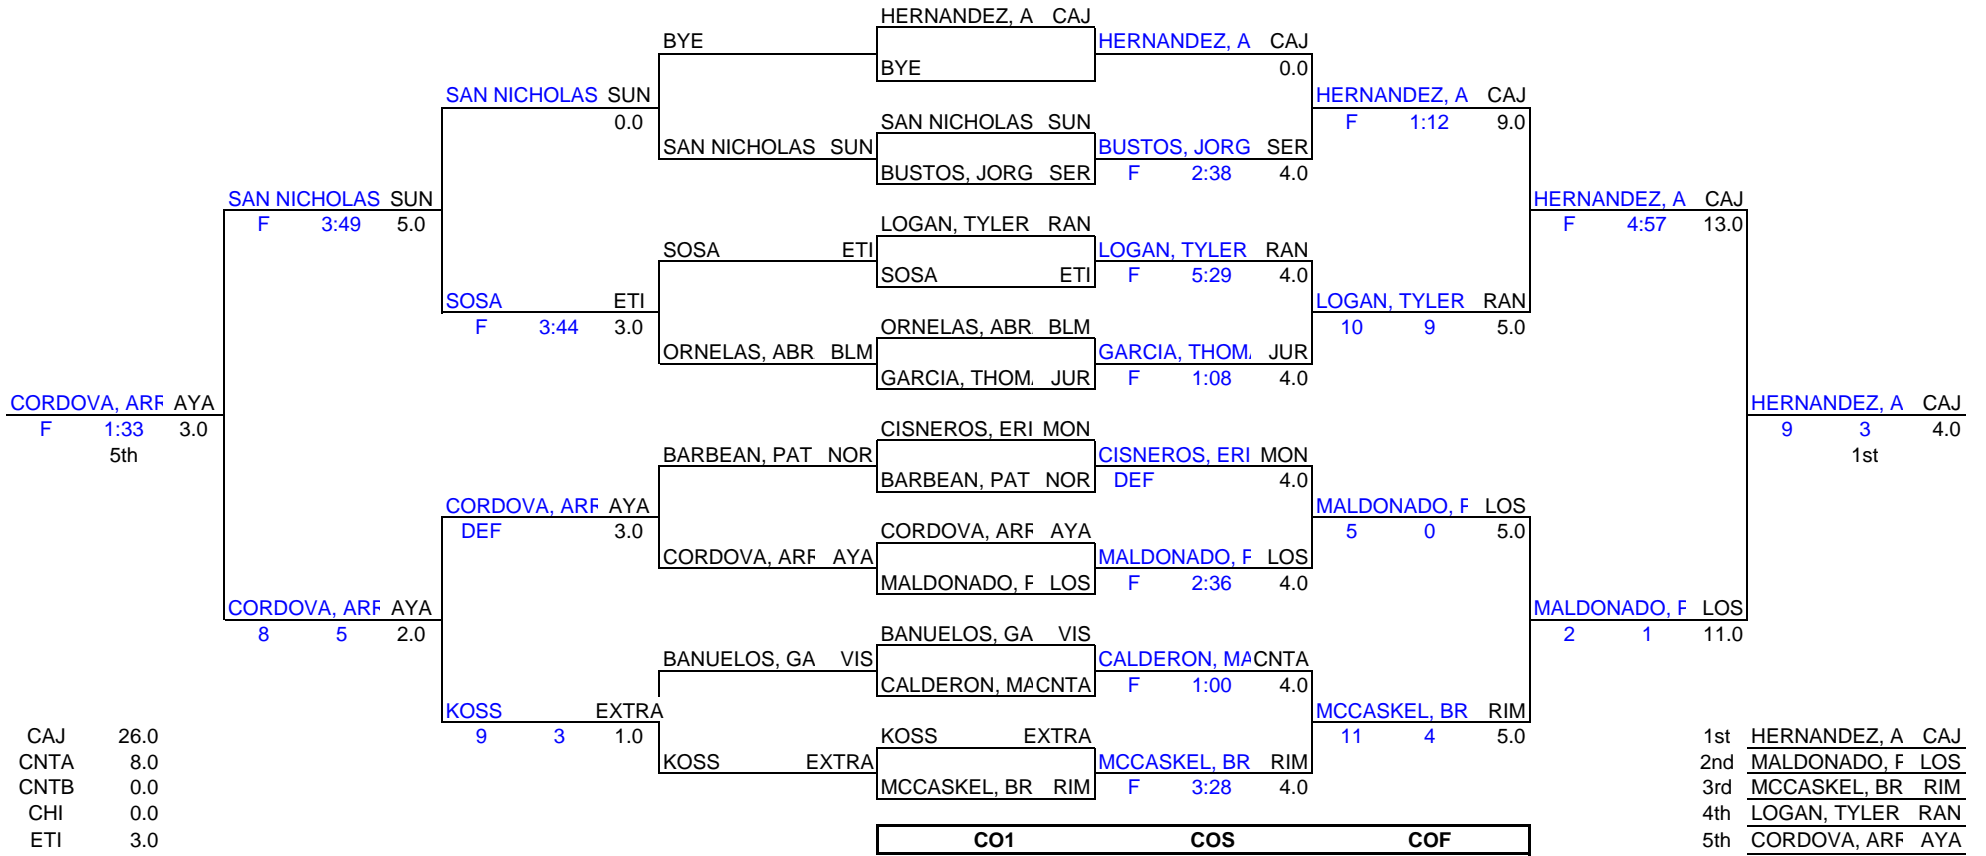 HERNANDEZ, A CAJ
BYE HERNANDEZ, A CAJ
BYE 0.0
SAN NICHOLAS SUN HERNANDEZ, A CAJ
0.0 SAN NICHOLAS SUN F 1:12 9.0
SAN NICHOLAS SUN BUSTOS, JORG SER
BUSTOS, JORG SER F 2:38 4.0
SAN NICHOLAS SUN HERNANDEZ, A CAJ
F 3:49 5.0 LOGAN, TYLER RAN F 4:57 13.0
SOSA ETI LOGAN, TYLER RAN
SOSA ETI F 5:29 4.0
SOSA ETI LOGAN, TYLER RAN
F 3:44 3.0 ORNELAS, ABR BLM 10 9 5.0
ORNELAS, ABR BLM GARCIA, THOM JUR
GARCIA, THOM JUR F 1:08 4.0
CORDOVA, ARR AYA HERNANDEZ, A CAJ
F 1:33 3.0 CISNEROS, ERI MON 9 3 4.0
5th BARBEAN, PAT NOR CISNEROS, ERI MON 1st
BARBEAN, PAT NOR DEF 4.0
CORDOVA, ARR AYA MALDONADO, F LOS
DEF 3.0 CORDOVA, ARR AYA 5 0 5.0
CORDOVA, ARR AYA MALDONADO, F LOS
MALDONADO, F LOS F 2:36 4.0
CORDOVA, ARR AYA MALDONADO, F LOS
8 5 2.0 BANUELOS, GA VIS 2 1 11.0
BANUELOS, GA VIS CALDERON, MA CNTA
CALDERON, MA CNTA F 1:00 4.0
KOSS EXTRA MCCASKEL, BR RIM
CAJ 26.0 9 3 1.0 KOSS EXTRA 11 4 5.0 1st HERNANDEZ, A CAJ
CNTA 8.0 KOSS EXTRA MCCASKEL, BR RIM 2nd MALDONADO, F LOS
CNTB 0.0 MCCASKEL, BR RIM F 3:28 4.0 3rd MCCASKEL, BR RIM
CHI 0.0 4th LOGAN, TYLER RAN
ETI 3.0 CO1 COS COF 5th CORDOVA, ARR AYA